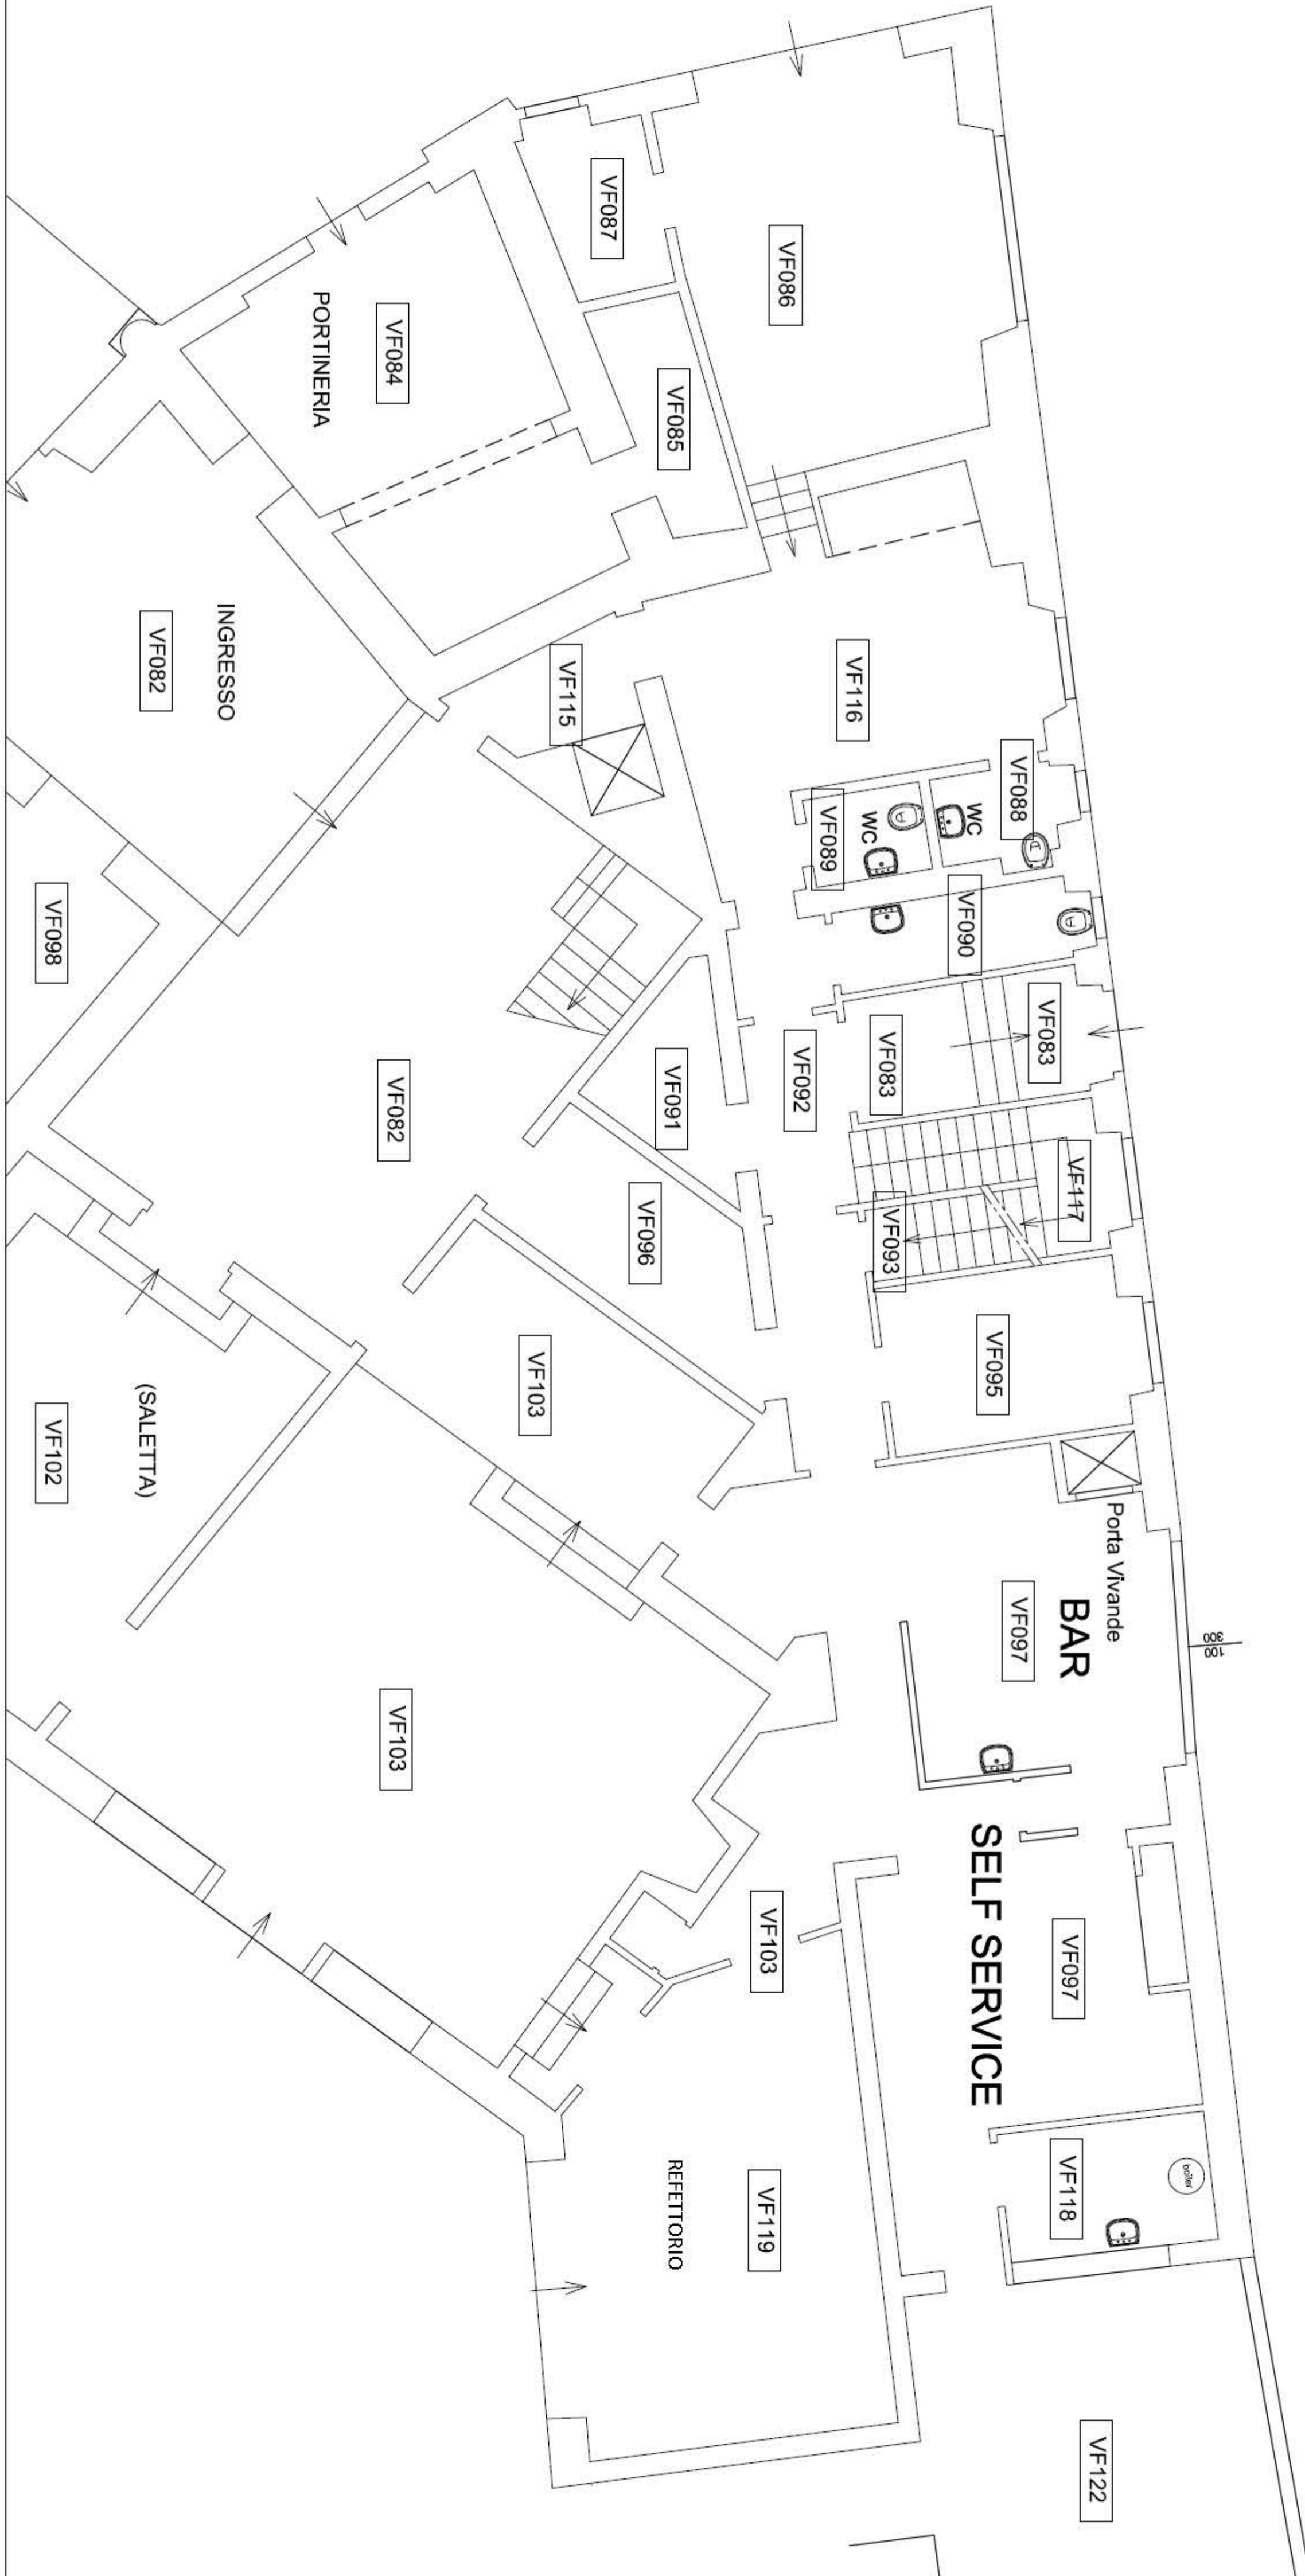 VF087
VF086
VF084
PORTINERIA
VF085
INGRESSO
VF082
VF115
VF116
VF088
WC
WC
VF089
VF090
VF098
VF083
VF083
VF092
VF091
VF082
VF117
VF093
VF096
VF095
VF103
(SALETTA)
VF102
Porta Vivande
BAR
VF097
100
300
VF103
SELF SERVICE
VF103
VF097
boiler
VF118
VF119
REFETTORIO
VF122